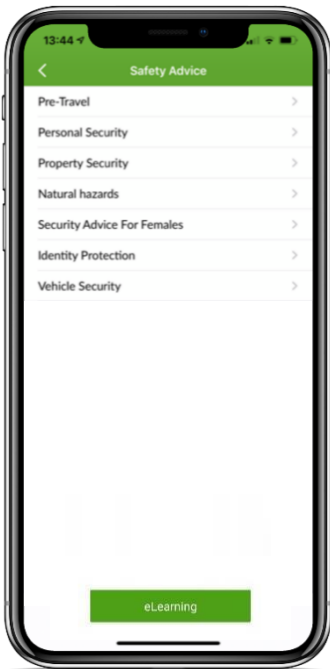 13:44
Safety Advice
Pre-Travel
Personal Security
Property Security
Natural hazards
Security Advice For Females
Identity Protection
Vehicle Security
eLearning